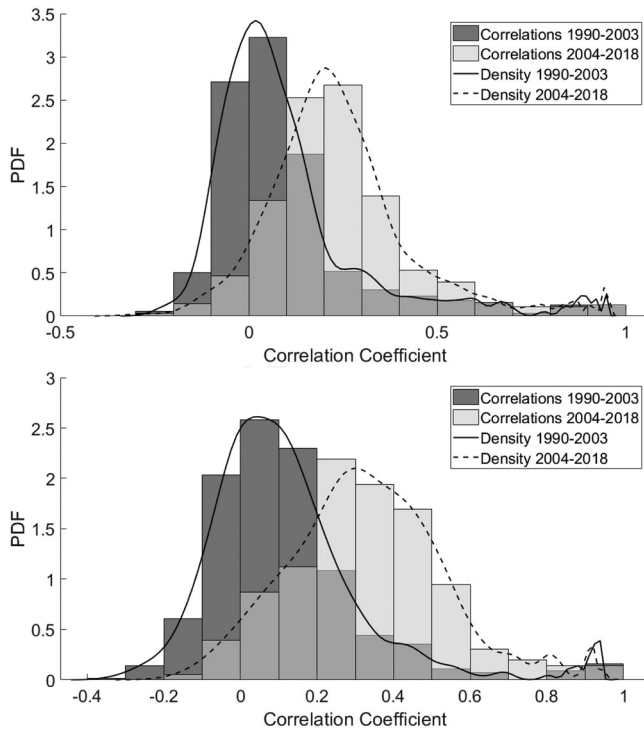 3.5
3
2.5
2
1.5
1
0.5
0
PDF
-0.5
0
0.5
1
Correlation Coefficient
Correlations 1990-2003
Correlations 2004-2018
Density 1990-2003
Density 2004-2018
3
2.5
2
1.5
1
0.5
0
PDF
-0.4
-0.2
0
0.2
0.4
0.6
0.8
1
Correlation Coefficient
Correlations 1990-2003
Correlations 2004-2018
Density 1990-2003
Density 2004-2018